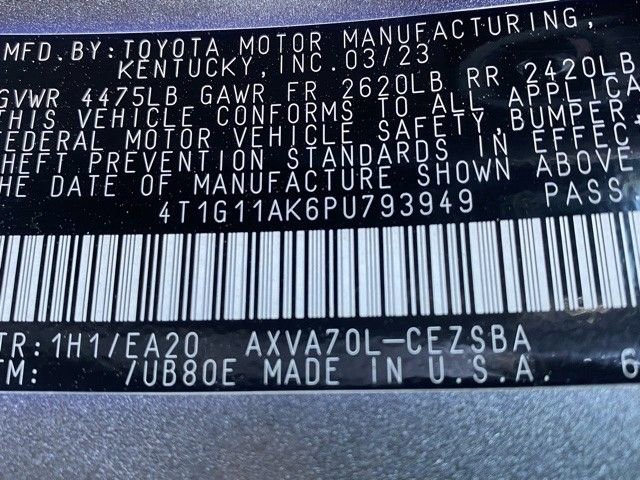 MFD.BY:TOYOTA MOTOR MANUFACTURING,
KENTUCKY,INC.03/23
GVWR 4475LB GAWR FR 2620LB RR 2420LB
THIS VEHICLE CONFORMS TO ALL APPLICA
FEDERAL MOTOR VEHICLE SAFETY,BUMPER,
THEFT PREVENTION STANDARDS IN EFFEC
THE DATE OF MANUFACTURE SHOWN ABOVE
4T1G11AK6PU793949 PASS
TR:1H1/EA20 AXVA70L-CEZSBA
TM: /UB80E MADE IN U.S.A. 6